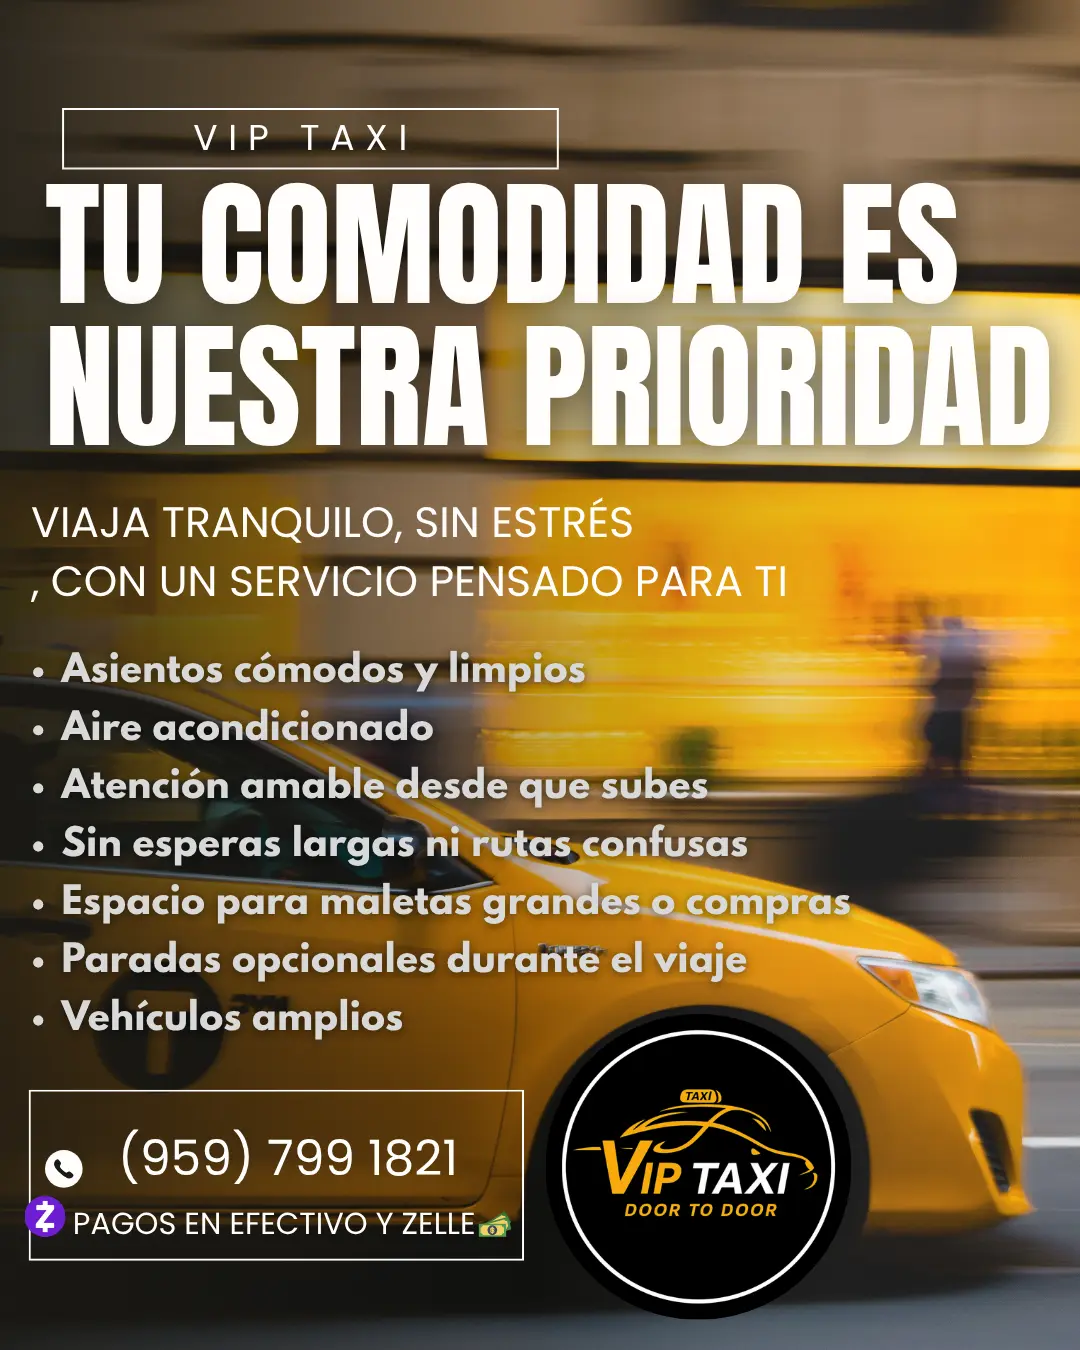 VIP TAXI
TU COMODIDAD ES
NUESTRA PRIORIDAD
VIAJA TRANQUILO, SIN ESTRÉS
, CON UN SERVICIO PENSADO PARA TI
• Asientos cómodos y limpios
• Aire acondicionado
• Atención amable desde que subes
• Sin esperas largas ni rutas confusas
• Espacio para maletas grandes o compras
• Paradas opcionales durante el viaje
• Vehículos amplios
(959) 799 1821
PAGOS EN EFECTIVO Y ZELLE
TAXI
VIP TAXI
DOOR TO DOOR